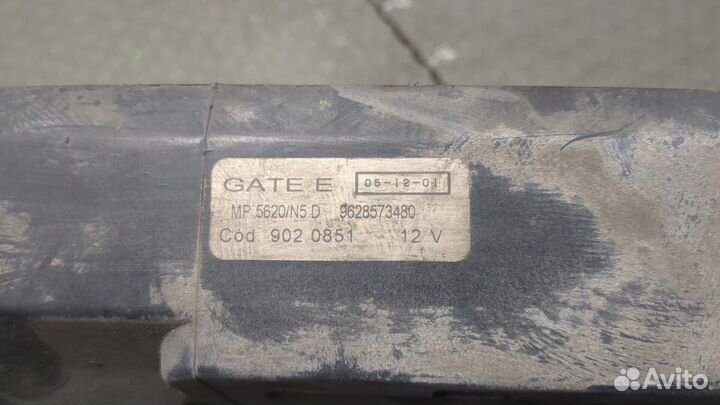 GATE E 05-12-01
MP 5620/N5 D 9628573480
Cód 902 0851 12 V
Avito